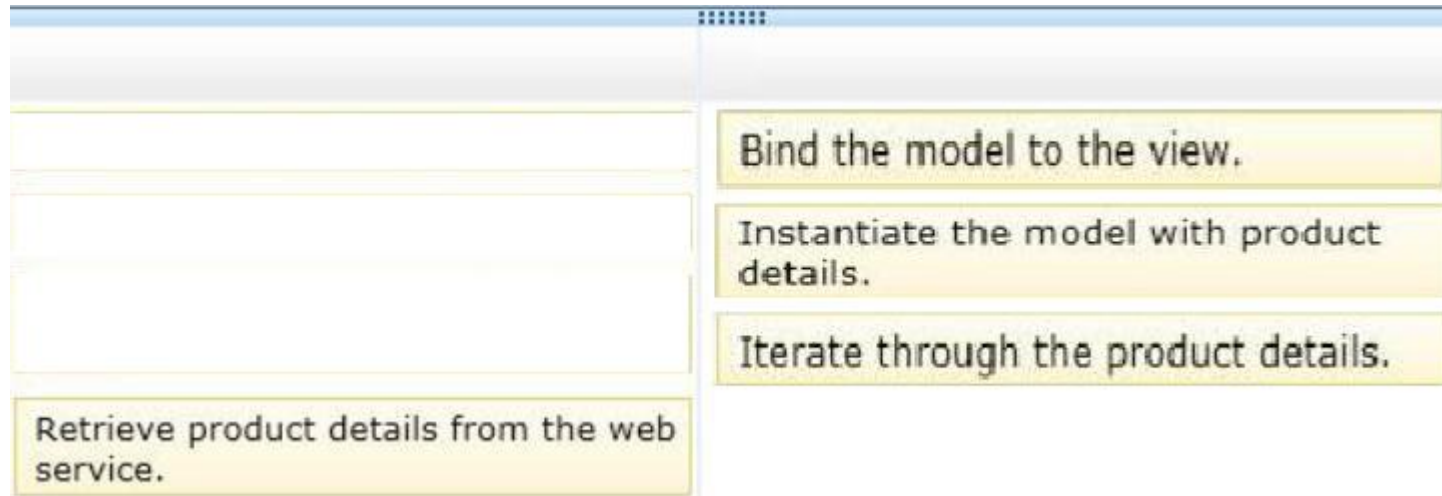 Bind the model to the view.
Instantiate the model with product
details.
Iterate through the product details.
Retrieve product details from the web
service.